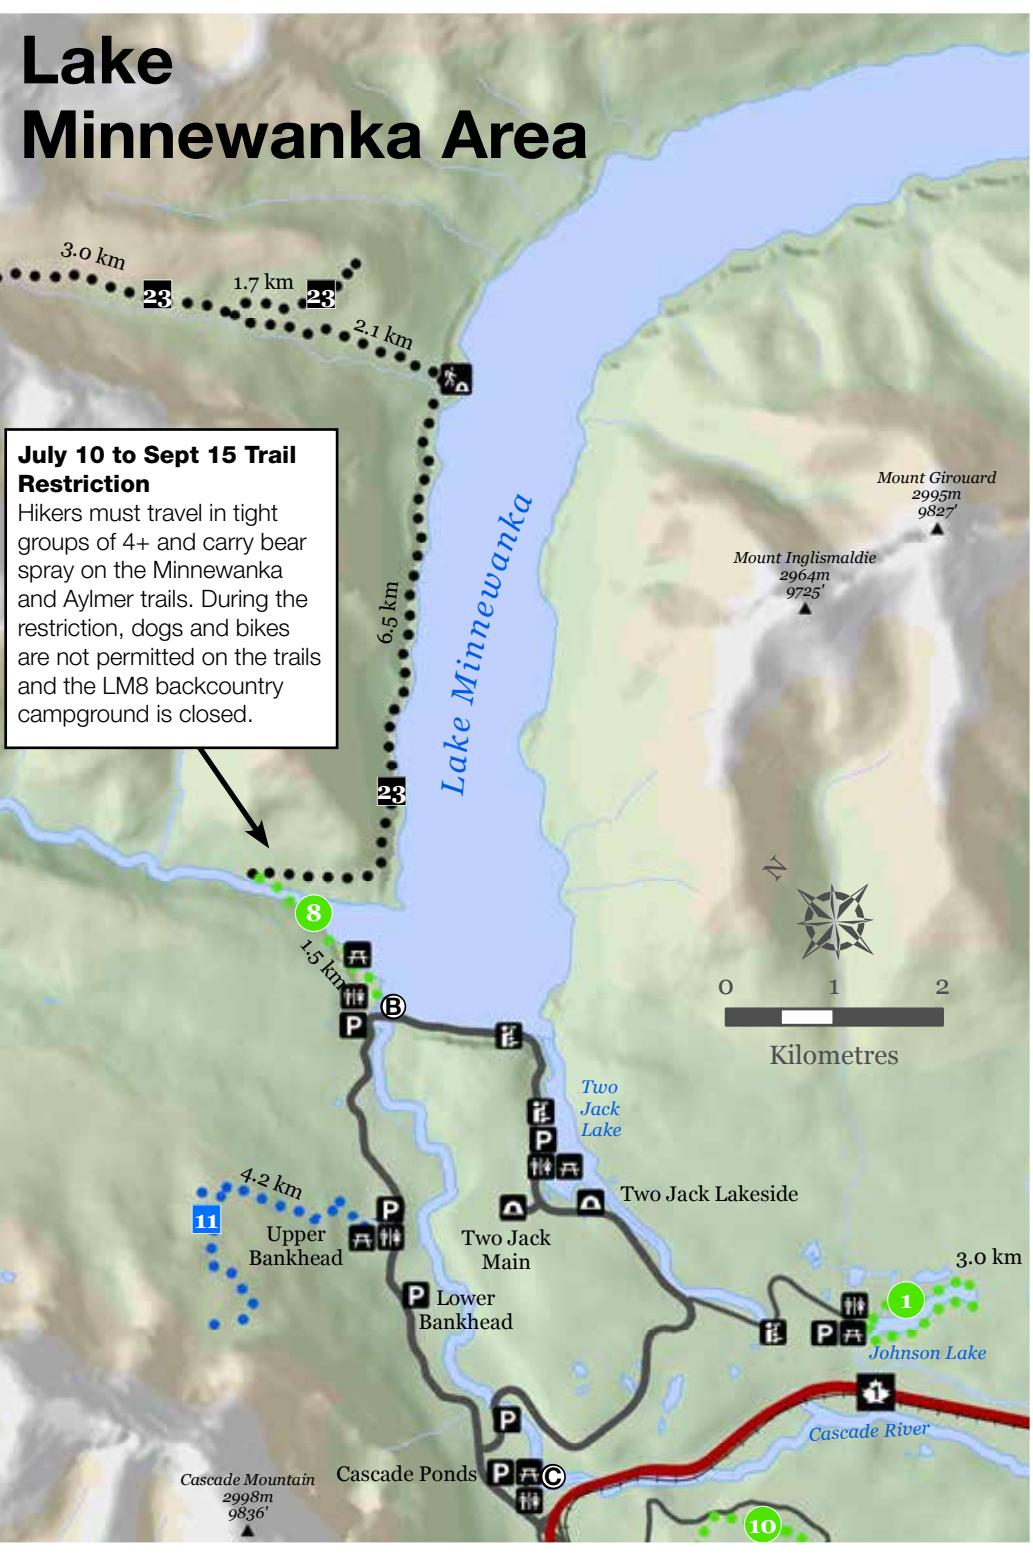 Lake
Minnewanka Area
3.0 km
23
1.7 km
23
2.1 km
July 10 to Sept 15 Trail
Restriction
Hikers must travel in tight
groups of 4+ and carry bear
spray on the Minnewanka
and Aylmer trails. During the
restriction, dogs and bikes
are not permitted on the trails
and the LM8 backcountry
campground is closed.
Mount Girouard
2995m
9827'
Mount Inglismaldie
2964m
9725'
6.5 km
Lake Minnewanka
23
8
1.5 km
P
B
N
0 1 2
Kilometres
Two
Jack
Lake
P
4.2 km
11
P
Upper
Bankhead
Two Jack
Main
Two Jack Lakeside
P
Lower
Bankhead
3.0 km
1
P
Johnson Lake
1
Cascade River
P
Cascade Ponds
P
C
Cascade Mountain
2998m
9836'
10